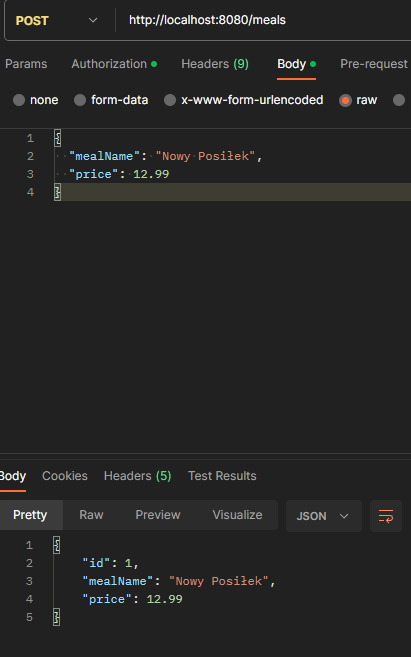 POST http://localhost:8080/meals
Params Authorization Headers (9) Body Pre-request
none form-data x-www-form-urlencoded raw
1 {
2 "mealName": "Nowy Posiłek",
3 "price": 12.99
4 }
Body Cookies Headers (5) Test Results
Pretty Raw Preview Visualize JSON
1 {
2 "id": 1,
3 "mealName": "Nowy Posiłek",
4 "price": 12.99
5 }